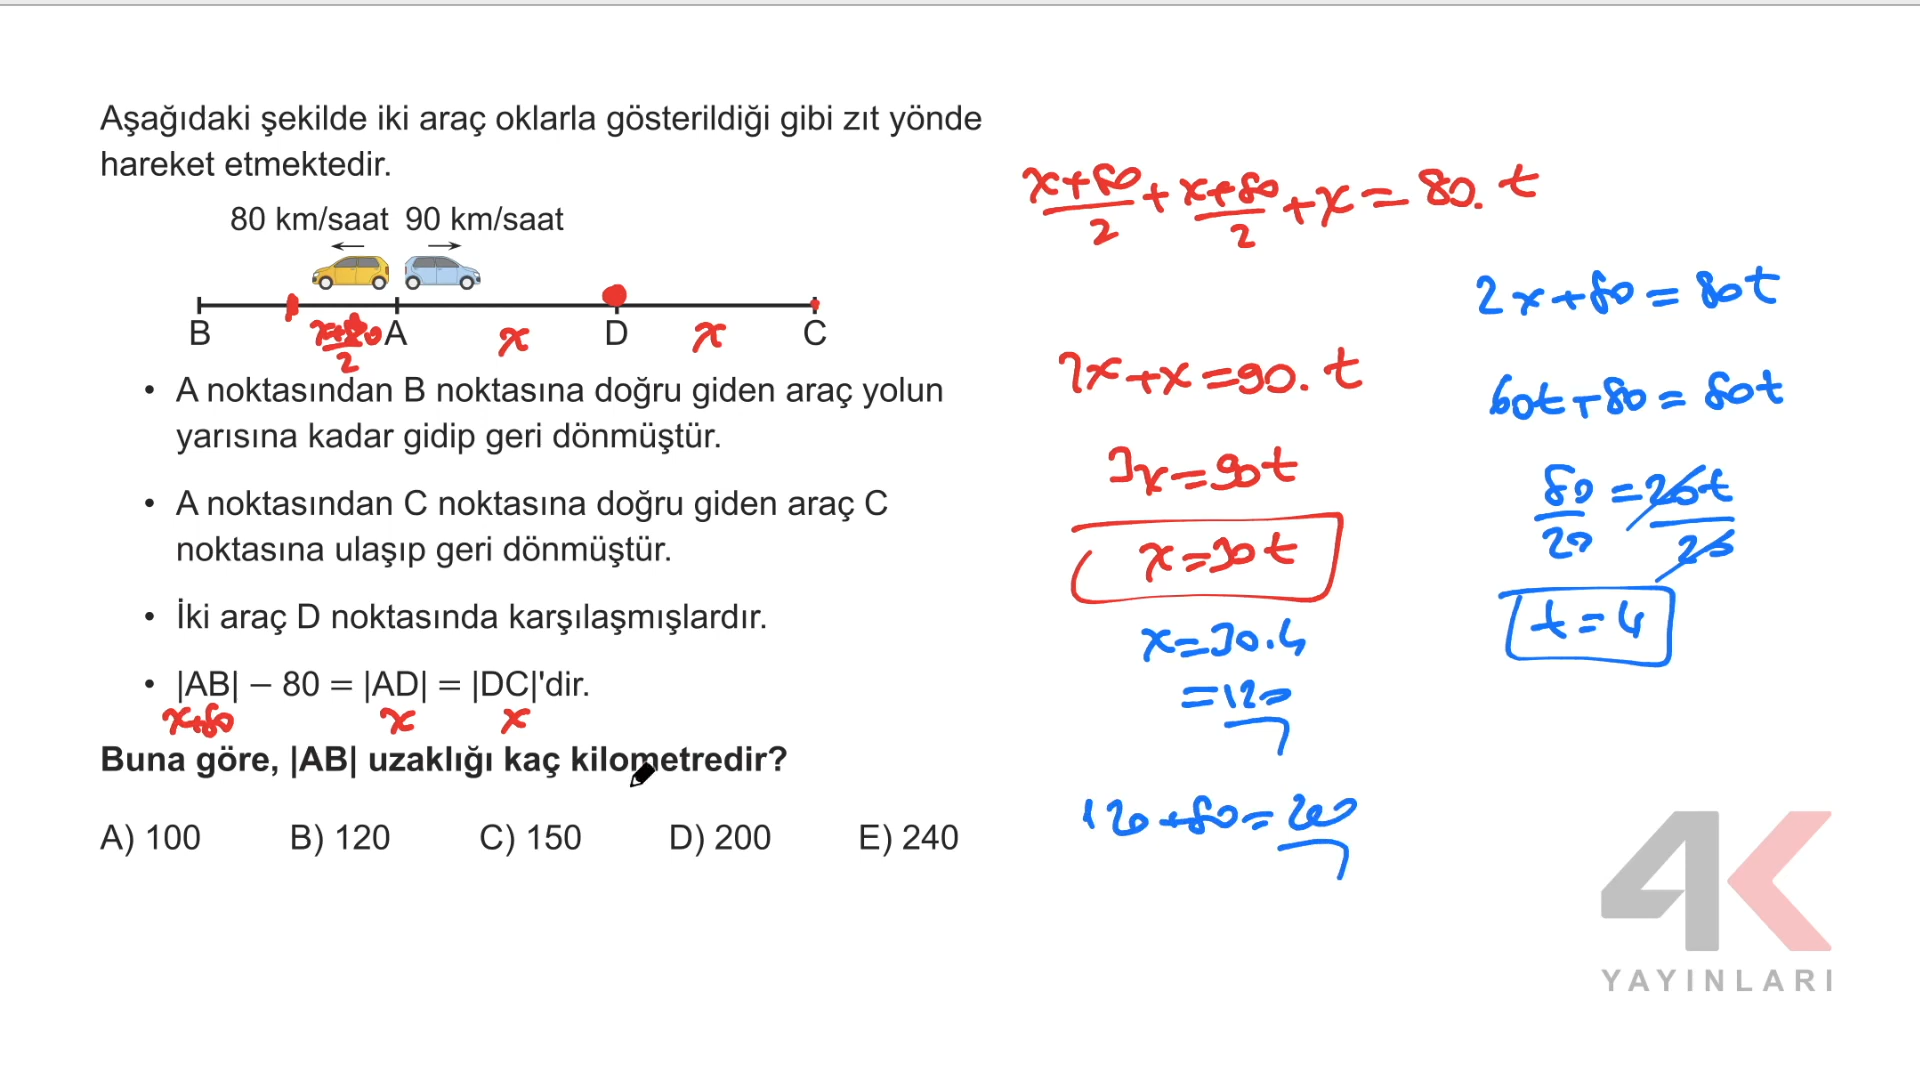 Aşağıdaki şekilde iki araç oklarla gösterildiği gibi zıt yönde
hareket etmektedir.
80 km/saat 90 km/saat
B A D C
x x
2
• A noktasından B noktasına doğru giden araç yolun
yarısına kadar gidip geri dönmüştür.
• A noktasından C noktasına doğru giden araç C
noktasına ulaşıp geri dönmüştür.
• İki araç D noktasında karşılaşmışlardır.
• |AB| − 80 = |AD| = |DC|'dir.
x+80 x x
Buna göre, |AB| uzaklığı kaç kilometredir?
A) 100 B) 120 C) 150 D) 200 E) 240
x+80/2 + x+80/2 + x = 80.t
2x+x=90.t
3x=90t
x=30t
x=30.4
=120
120+80=200
2x+80=80t
60t+80=80t
80/20 = 20t/20
t=4
4K
YAYINLARI